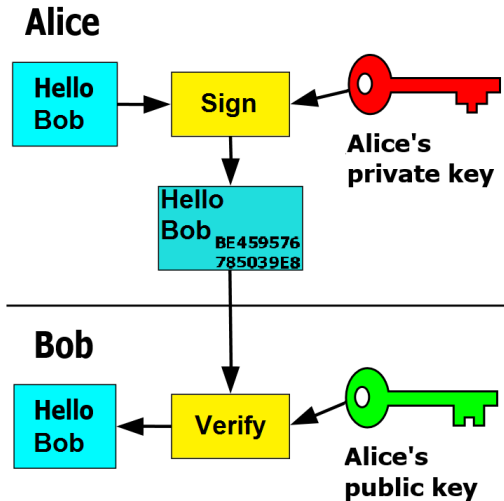 Alice
Hello
Bob
Sign
Alice's
private key
Hello
Bob
BE459576
785039E8
Bob
Hello
Bob
Verify
Alice's
public key